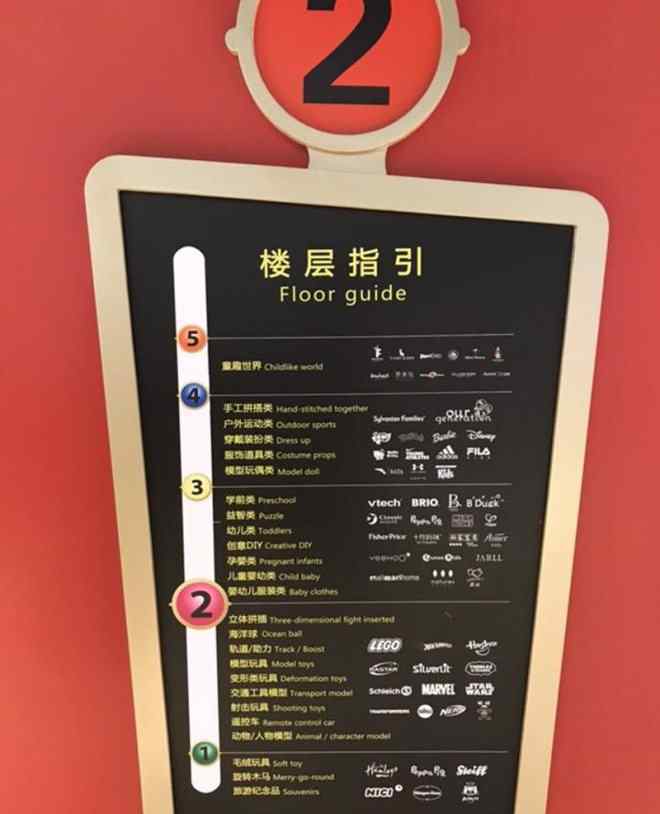 2
楼层指引
Floor guide
5
童趣世界 Childlike world
4
手工拼搭类 Hand-stitched together
户外运动类 Outdoor sports
穿戴装扮类 Dress up
服饰道具类 Costume props
模型玩偶类 Model doll
Sylvanian Families our generation
Barbie Disney
adidas FILA
Kids
3
学前类 Preschool
益智类 Puzzle
幼儿类 Toddlers
创意DIY Creative DIY
孕婴类 Pregnant infants
儿童婴幼类 Child baby
婴幼儿服装类 Baby clothes
vtech BRIO B. B.Duck
Peppa Pig
Fisher-Price
JABLL
2
立体拼插 Three-dimensional fight inserted
海洋球 Ocean ball
轨道/助力 Track / Boost
模型玩具 Model toys
变形类玩具 Deformation toys
交通工具模型 Transport model
射击玩具 Shooting toys
遥控车 Remote control car
动物/人物模型 Animal / character model
LEGO Hot Wheels Hasbro
RASTAR Silverlit
Schleich S MARVEL STAR WARS
TRANSFORMERS NERF
1
毛绒玩具 Soft toy
旋转木马 Merry-go-round
旅游纪念品 Souvenirs
Hamleys Peppa Pig Steiff
NICI Häagen-Dazs